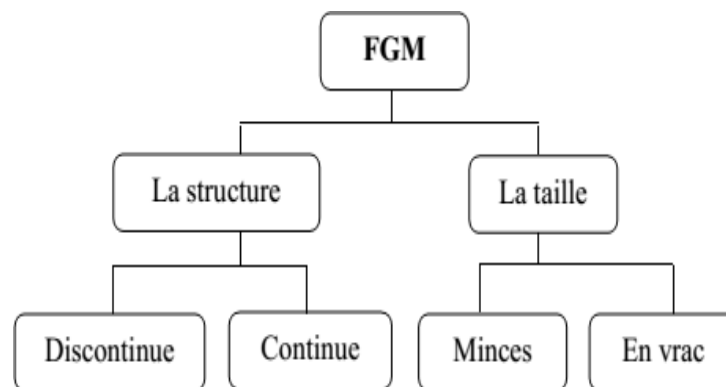 FGM
La structure
La taille
Discontinue
Continue
Minces
En vrac